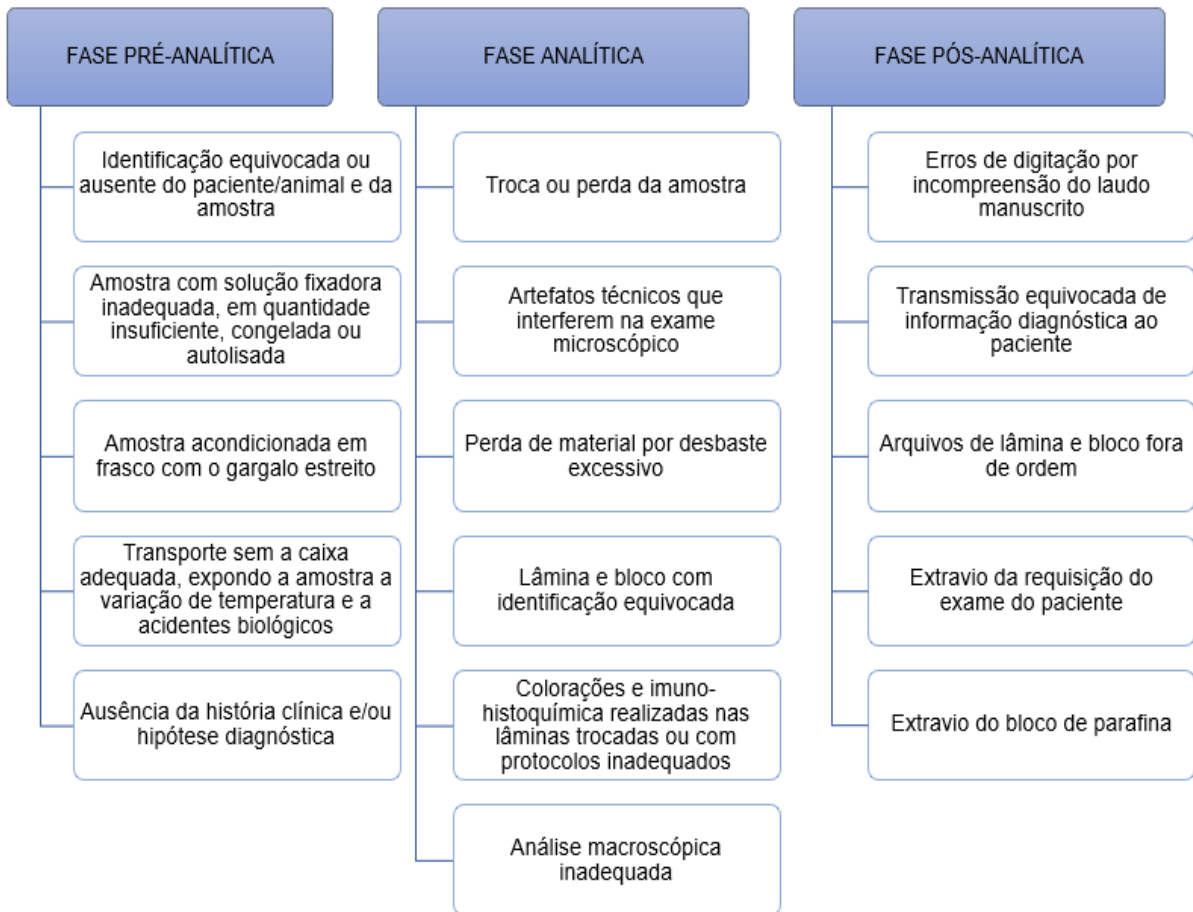 FASE PRÉ-ANALÍTICA
Identificação equivocada ou
ausente do paciente/animal e da
amostra
Amostra com solução fixadora
inadequada, em quantidade
insuficiente, congelada ou
autolisada
Amostra acondicionada em
frasco com o gargalo estreito
Transporte sem a caixa
adequada, expondo a amostra a
variação de temperatura e a
acidentes biológicos
Ausência da história clínica e/ou
hipótese diagnóstica
FASE ANALÍTICA
Troca ou perda da amostra
Artefatos técnicos que
interferem na exame
microscópico
Perda de material por desbaste
excessivo
Lâmina e bloco com
identificação equivocada
Colorações e imuno-
histoquímica realizadas nas
lâminas trocadas ou com
protocolos inadequados
Análise macroscópica
inadequada
FASE PÓS-ANALÍTICA
Erros de digitação por
incompreensão do laudo
manuscrito
Transmissão equivocada de
informação diagnóstica ao
paciente
Arquivos de lâmina e bloco fora
de ordem
Extravio da requisição do
exame do paciente
Extravio do bloco de parafina